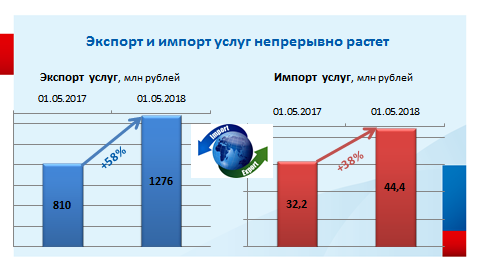 Экспорт и импорт услуг непрерывно растет
Экспорт услуг, млн рублей
01.05.2017 01.05.2018
+58%
810
1276
Import
Export
Импорт услуг, млн рублей
01.05.2017 01.05.2018
+38%
32,2
44,4